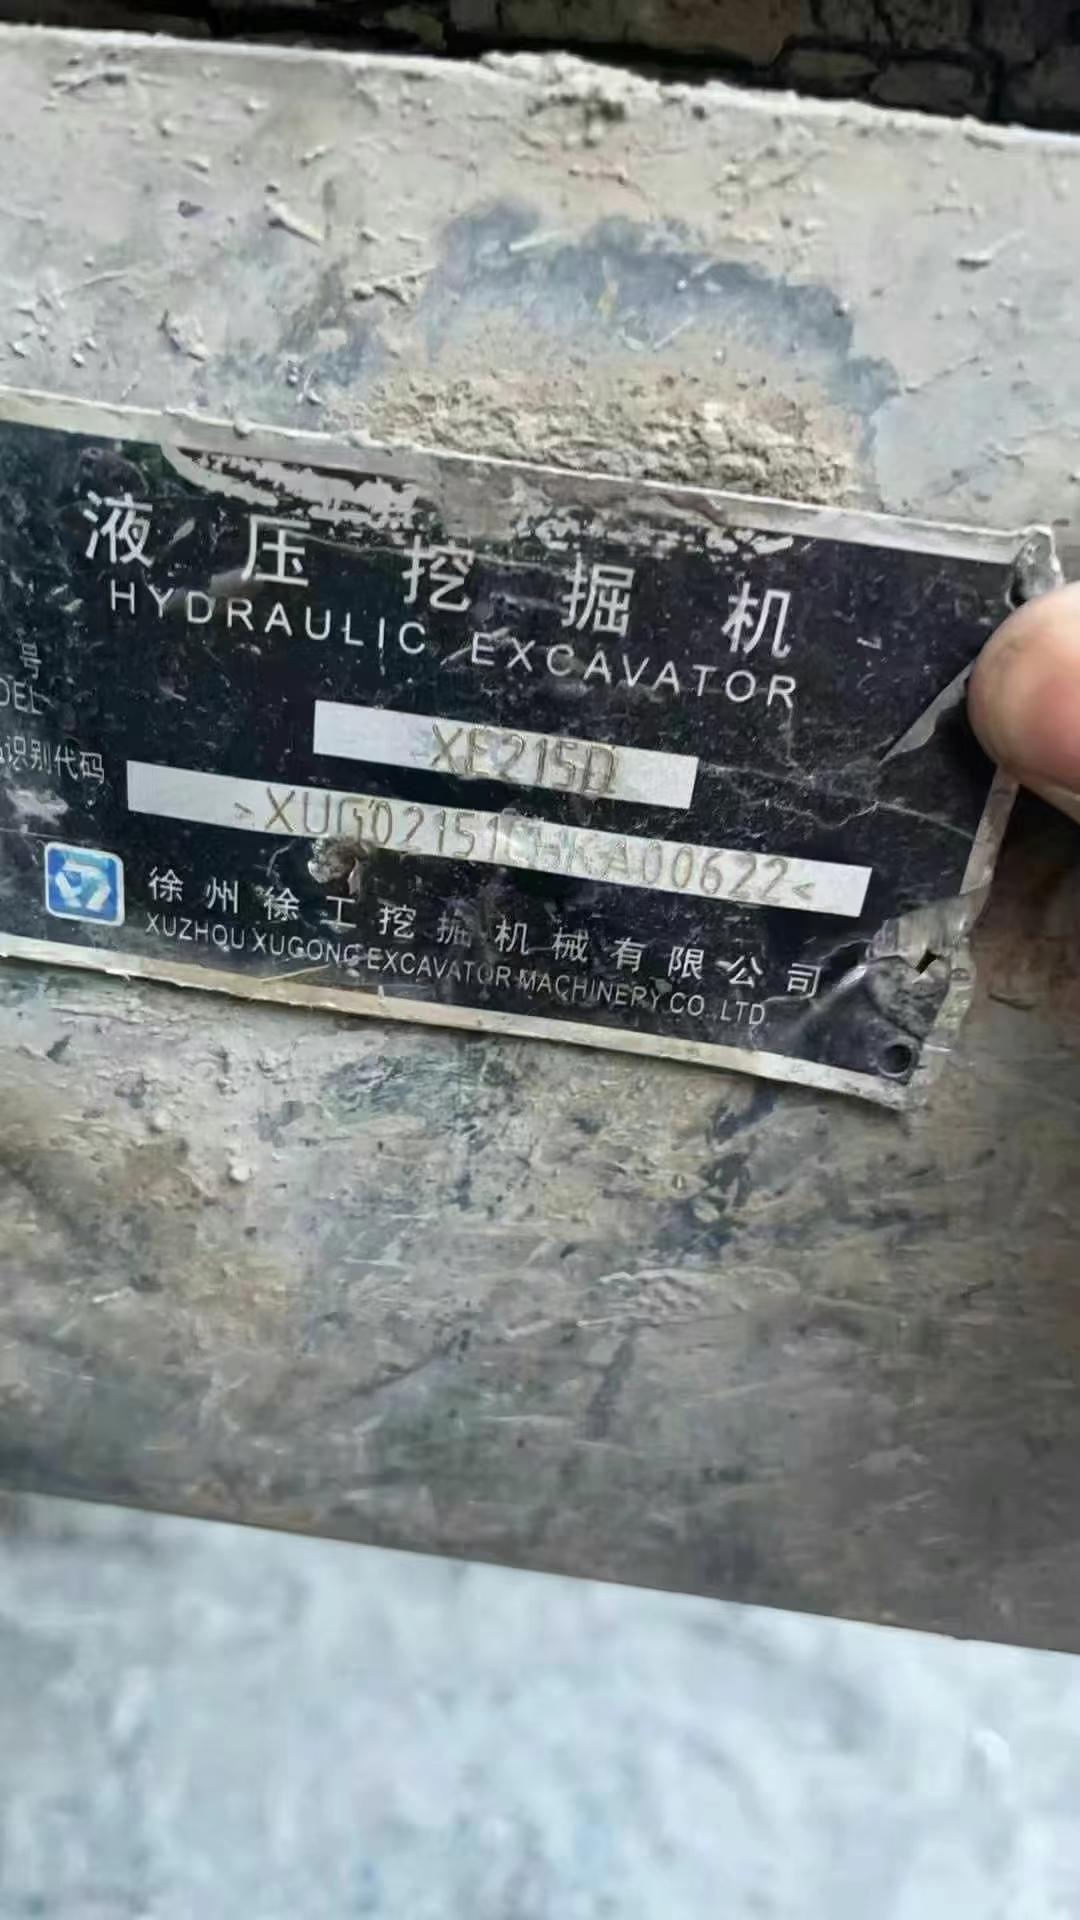 液压挖掘机
HYDRAULIC EXCAVATOR
号
DEL
XE215D
识别代码
>XUG02151CHKA00622<
徐州徐工挖掘机械有限公司
XUZHOU XUGONG EXCAVATOR MACHINERY CO.,LTD